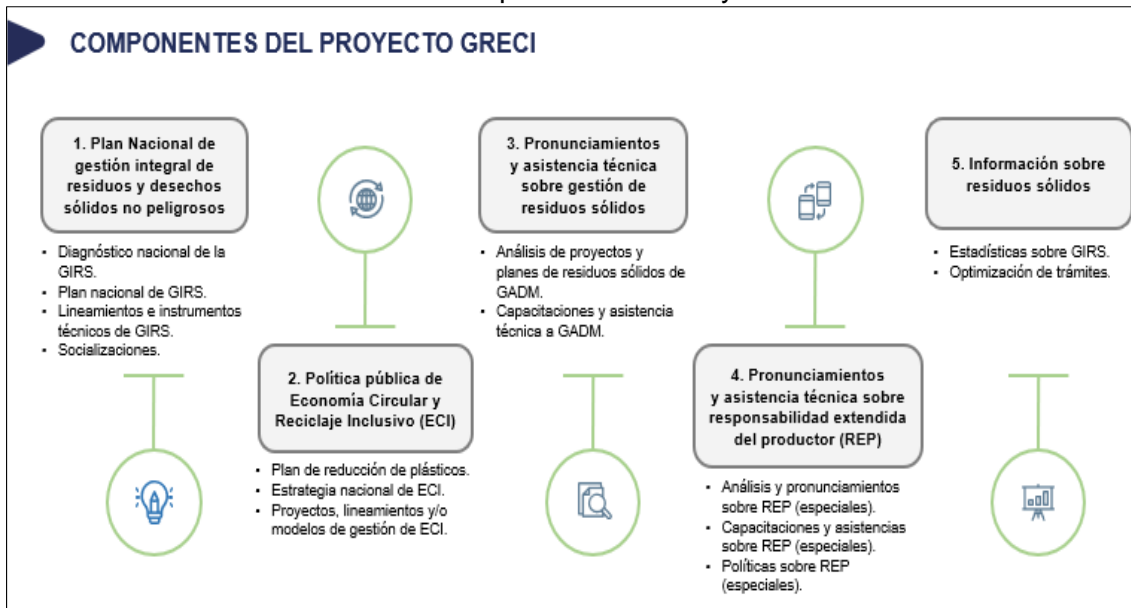 COMPONENTES DEL PROYECTO GRECI
1. Plan Nacional de
gestión integral de
residuos y desechos
sólidos no peligrosos
▪ Diagnóstico nacional de la
GIRS.
▪ Plan nacional de GIRS.
▪ Lineamientos e instrumentos
técnicos de GIRS.
▪ Socializaciones.
2. Política pública de
Economía Circular y
Reciclaje Inclusivo (ECI)
▪ Plan de reducción de plásticos.
▪ Estrategia nacional de ECI.
▪ Proyectos, lineamientos y/o
modelos de gestión de ECI.
3. Pronunciamientos
y asistencia técnica
sobre gestión de
residuos sólidos
▪ Análisis de proyectos y
planes de residuos sólidos de
GADM.
▪ Capacitaciones y asistencia
técnica a GADM.
4. Pronunciamientos
y asistencia técnica sobre
responsabilidad extendida
del productor (REP)
▪ Análisis y pronunciamientos
sobre REP (especiales).
▪ Capacitaciones y asistencias
sobre REP (especiales).
▪ Políticas sobre REP
(especiales).
5. Información sobre
residuos sólidos
▪ Estadísticas sobre GIRS.
▪ Optimización de trámites.